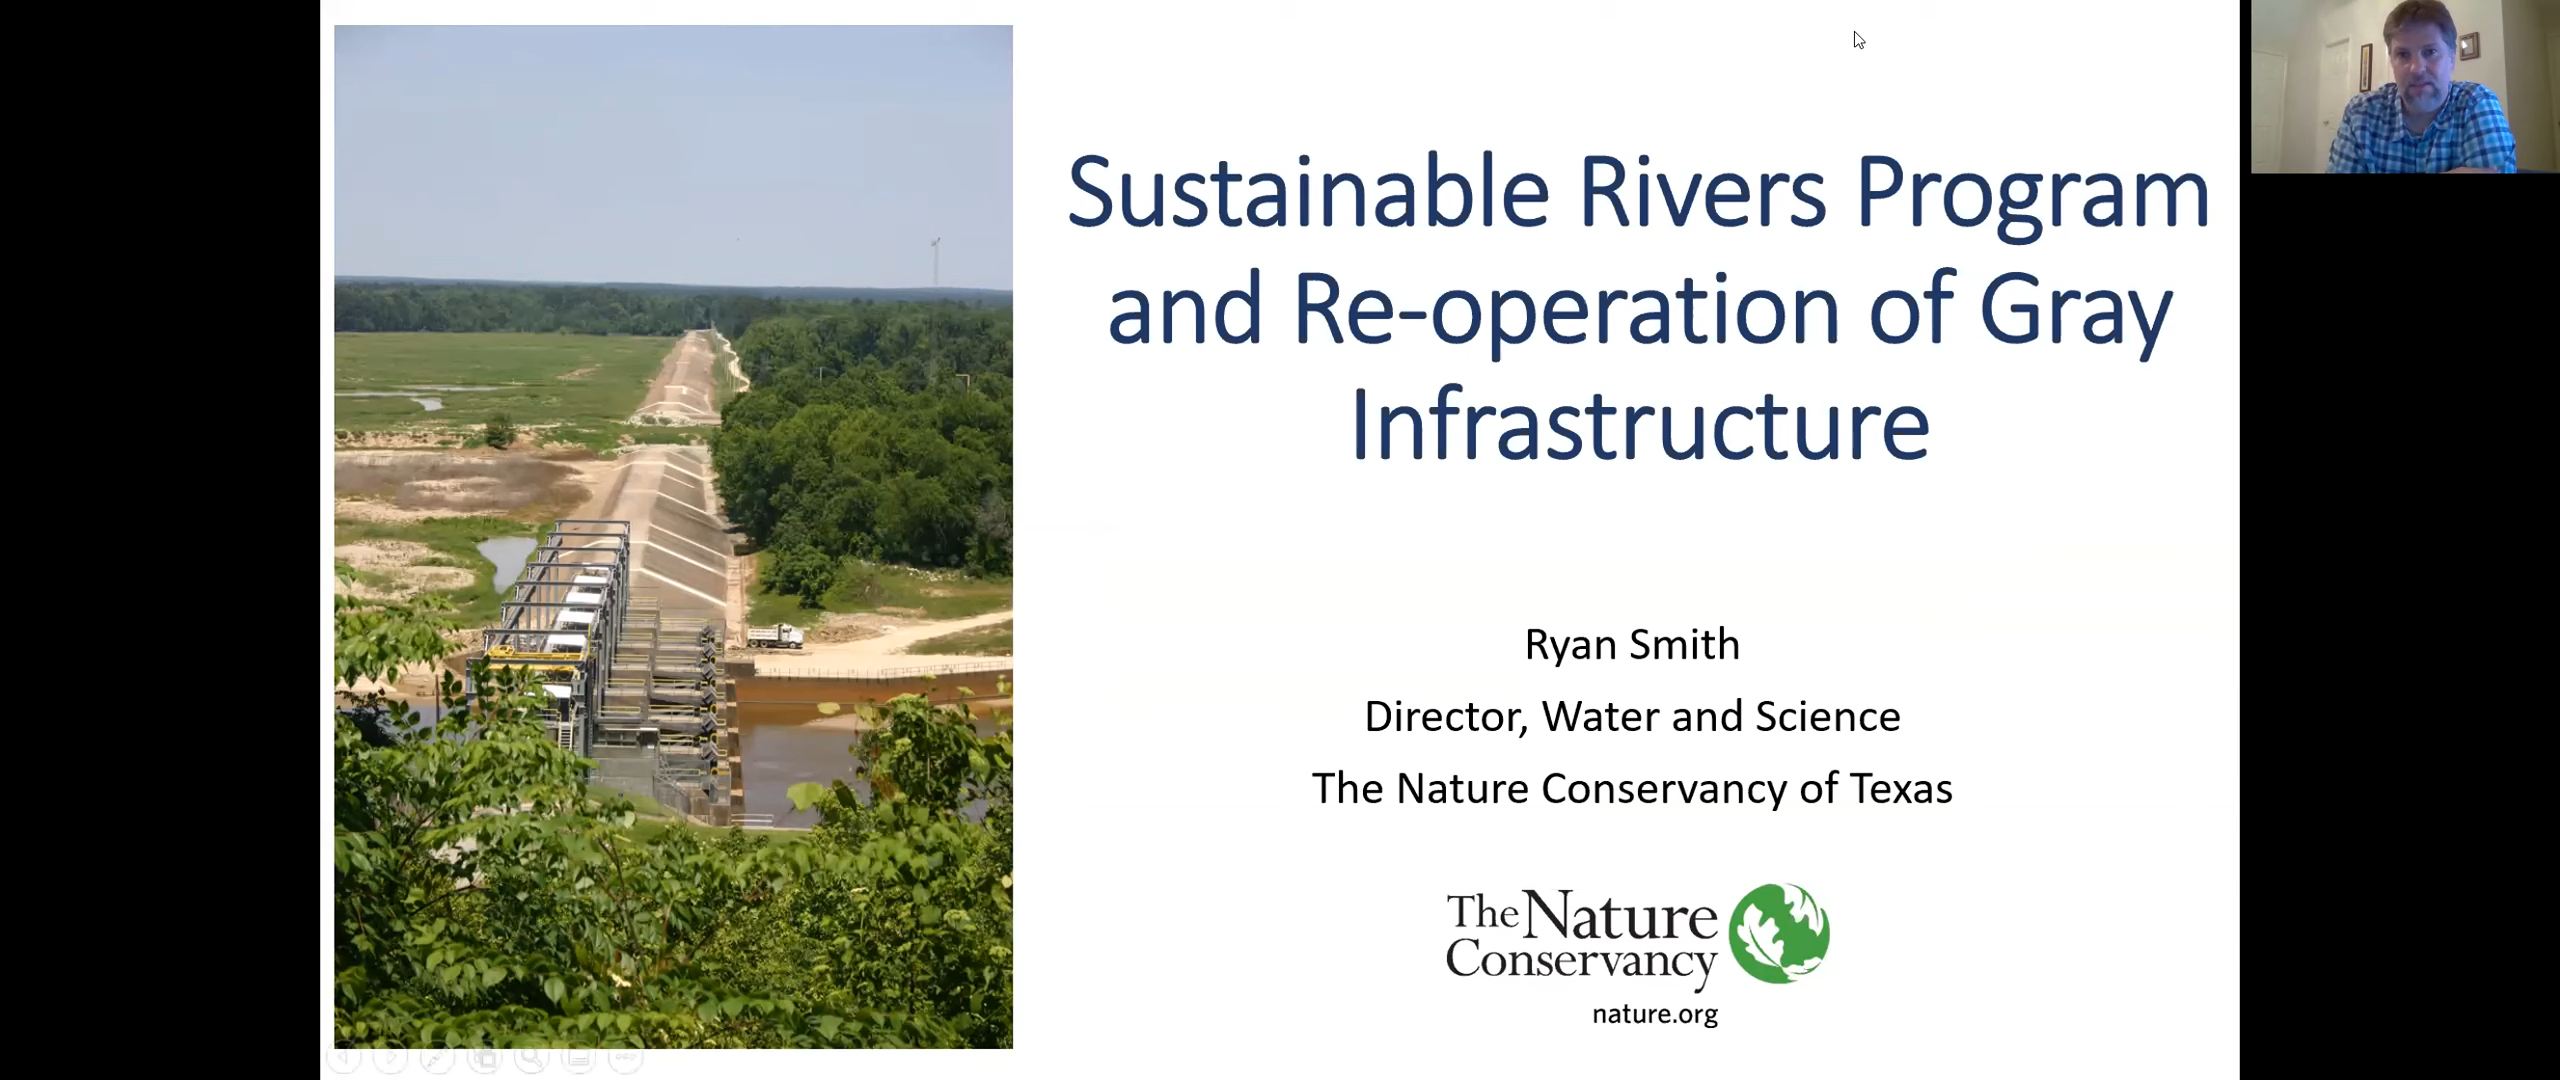 Sustainable Rivers Program
and Re-operation of Gray
Infrastructure
Ryan Smith
Director, Water and Science
The Nature Conservancy of Texas
The Nature
Conservancy
nature.org